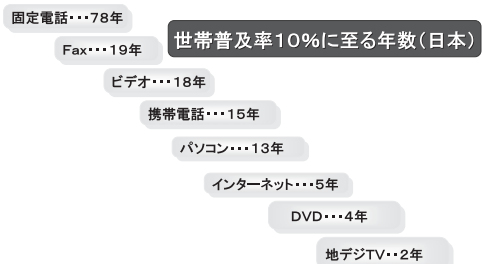 固定電話･･･78年
世帯普及率10%に至る年数(日本)
Fax･･･19年
ビデオ･･･18年
携帯電話･･･15年
パソコン･･･13年
インターネット･･･5年
DVD･･･4年
地デジTV･･2年